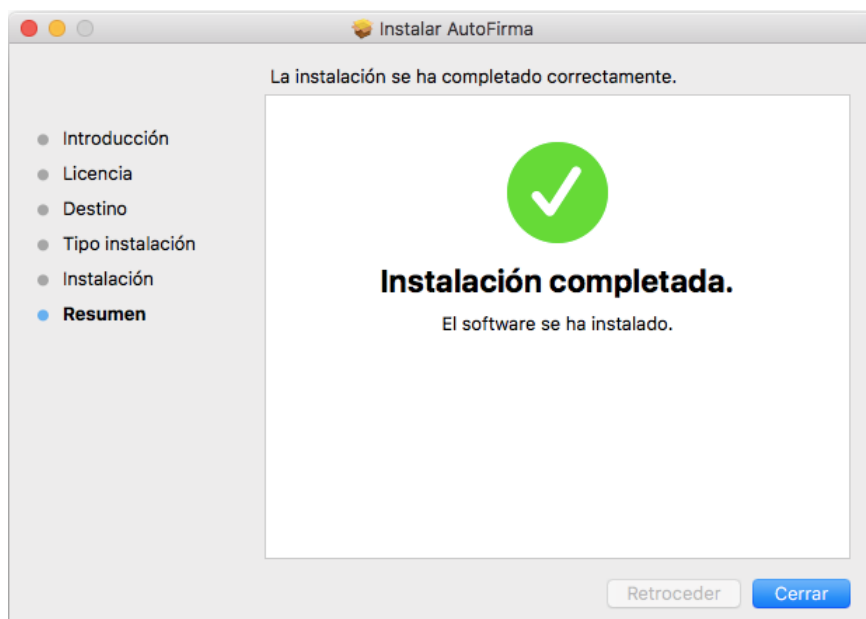 Instalar AutoFirma
La instalación se ha completado correctamente.
Introducción
Licencia
Destino
Tipo instalación
Instalación
Resumen
Instalación completada.
El software se ha instalado.
Retroceder
Cerrar